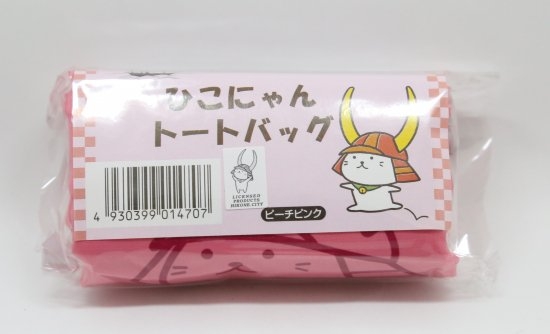 ひこにゃん
トートバッグ
4 930399 014707
LICENSED
PRODUCTS
HIKONE CITY
ピーチピンク